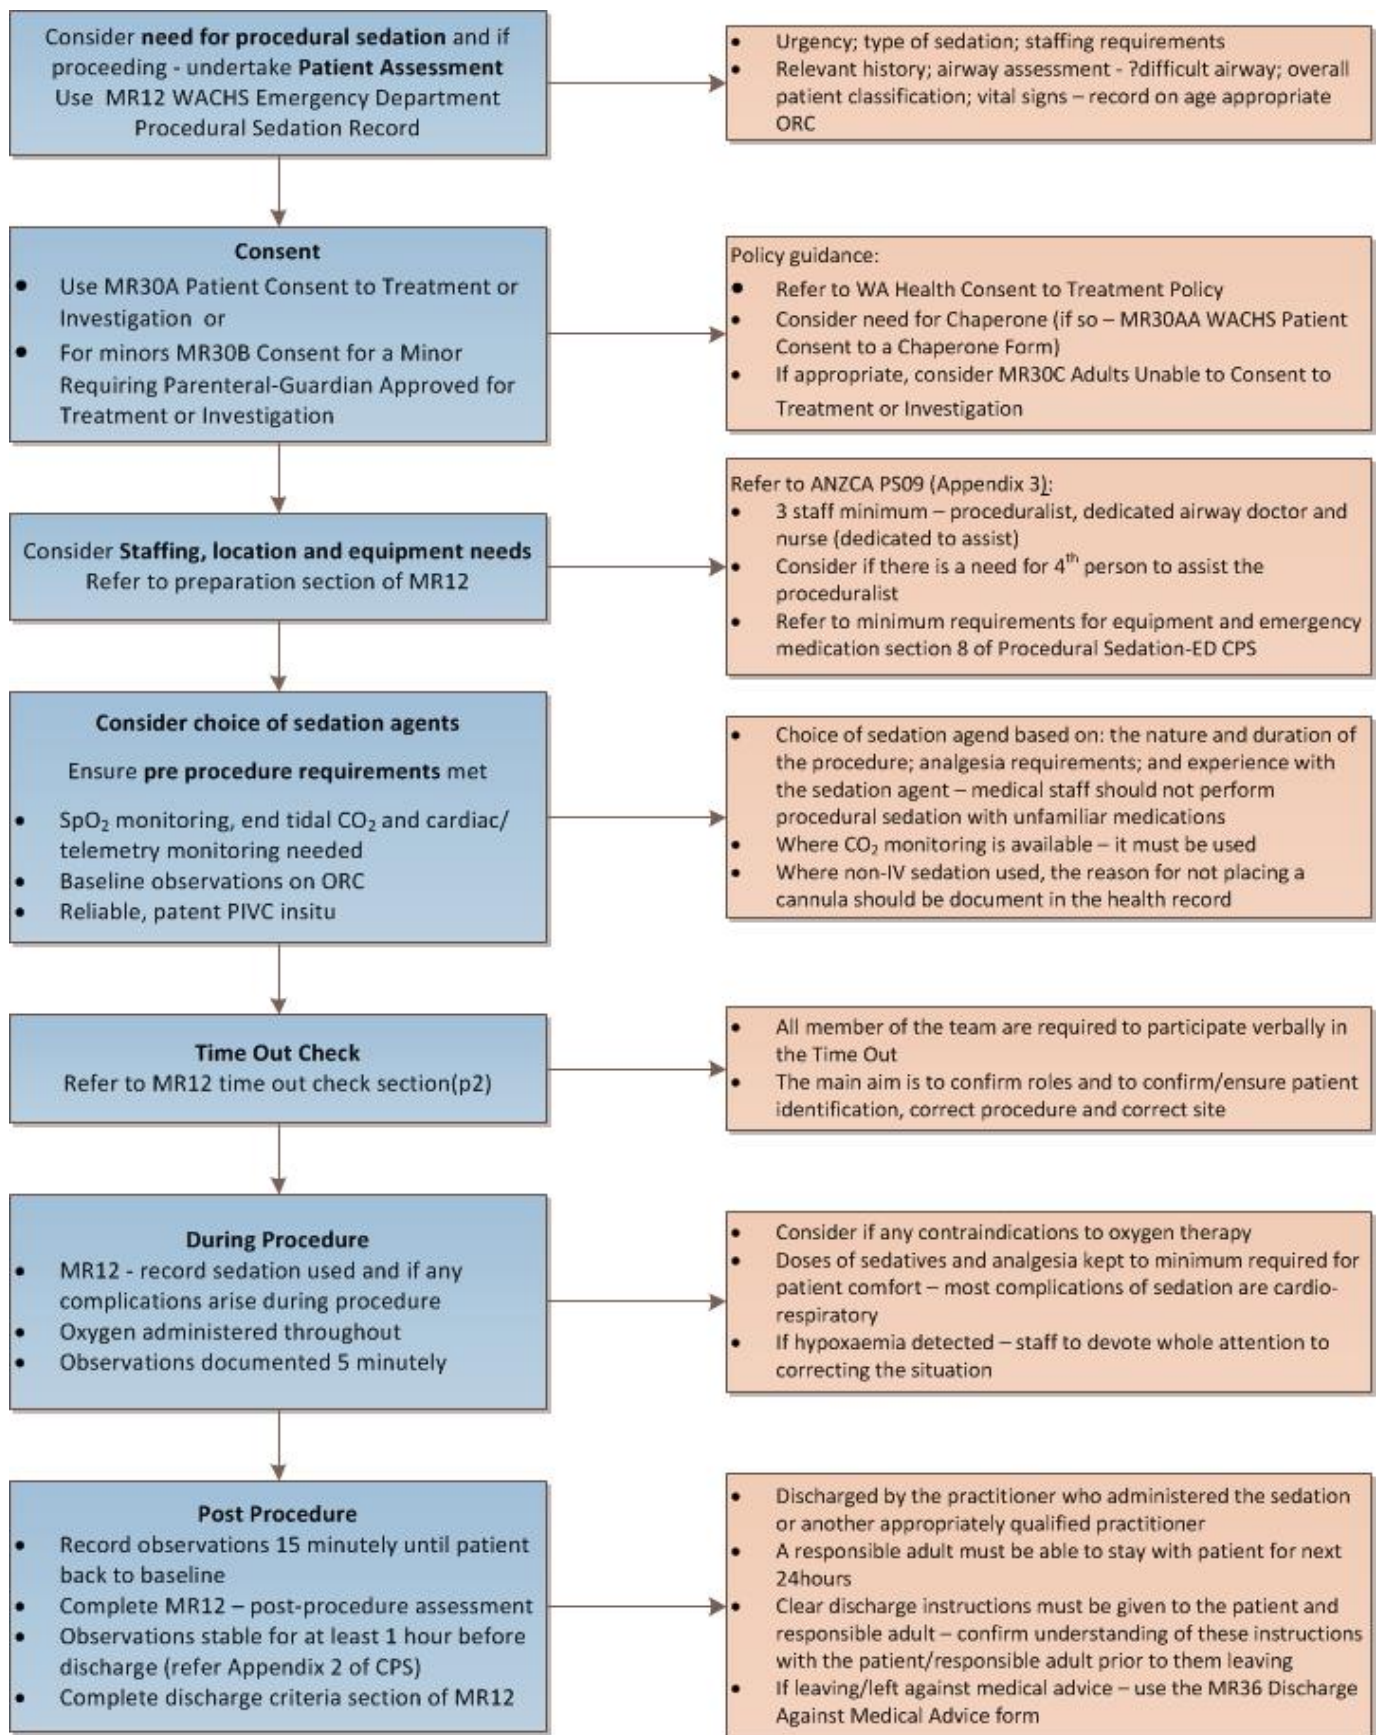 Consider need for procedural sedation and if
proceeding - undertake Patient Assessment
Use MR12 WACHS Emergency Department
Procedural Sedation Record
• Urgency; type of sedation; staffing requirements
• Relevant history; airway assessment - ?difficult airway; overall
patient classification; vital signs – record on age appropriate
ORC
Consent
• Use MR30A Patient Consent to Treatment or
Investigation or
• For minors MR30B Consent for a Minor
Requiring Parenteral-Guardian Approved for
Treatment or Investigation
Policy guidance:
• Refer to WA Health Consent to Treatment Policy
• Consider need for Chaperone (if so – MR30AA WACHS Patient
Consent to a Chaperone Form)
• If appropriate, consider MR30C Adults Unable to Consent to
Treatment or Investigation
Consider Staffing, location and equipment needs
Refer to preparation section of MR12
Refer to ANZCA PS09 (Appendix 3):
• 3 staff minimum – proceduralist, dedicated airway doctor and
nurse (dedicated to assist)
• Consider if there is a need for 4th person to assist the
proceduralist
• Refer to minimum requirements for equipment and emergency
medication section 8 of Procedural Sedation-ED CPS
Consider choice of sedation agents
Ensure pre procedure requirements met
• SpO2 monitoring, end tidal CO2 and cardiac/
telemetry monitoring needed
• Baseline observations on ORC
• Reliable, patent PIVC insitu
• Choice of sedation agend based on: the nature and duration of
the procedure; analgesia requirements; and experience with
the sedation agent – medical staff should not perform
procedural sedation with unfamiliar medications
• Where CO2 monitoring is available – it must be used
• Where non-IV sedation used, the reason for not placing a
cannula should be document in the health record
Time Out Check
Refer to MR12 time out check section(p2)
• All member of the team are required to participate verbally in
the Time Out
• The main aim is to confirm roles and to confirm/ensure patient
identification, correct procedure and correct site
During Procedure
• MR12 - record sedation used and if any
complications arise during procedure
• Oxygen administered throughout
• Observations documented 5 minutely
• Consider if any contraindications to oxygen therapy
• Doses of sedatives and analgesia kept to minimum required for
patient comfort – most complications of sedation are cardio-
respiratory
• If hypoxaemia detected – staff to devote whole attention to
correcting the situation
Post Procedure
• Record observations 15 minutely until patient
back to baseline
• Complete MR12 – post-procedure assessment
• Observations stable for at least 1 hour before
discharge (refer Appendix 2 of CPS)
• Complete discharge criteria section of MR12
• Discharged by the practitioner who administered the sedation
or another appropriately qualified practitioner
• A responsible adult must be able to stay with patient for next
24hours
• Clear discharge instructions must be given to the patient and
responsible adult – confirm understanding of these instructions
with the patient/responsible adult prior to them leaving
• If leaving/left against medical advice – use the MR36 Discharge
Against Medical Advice form